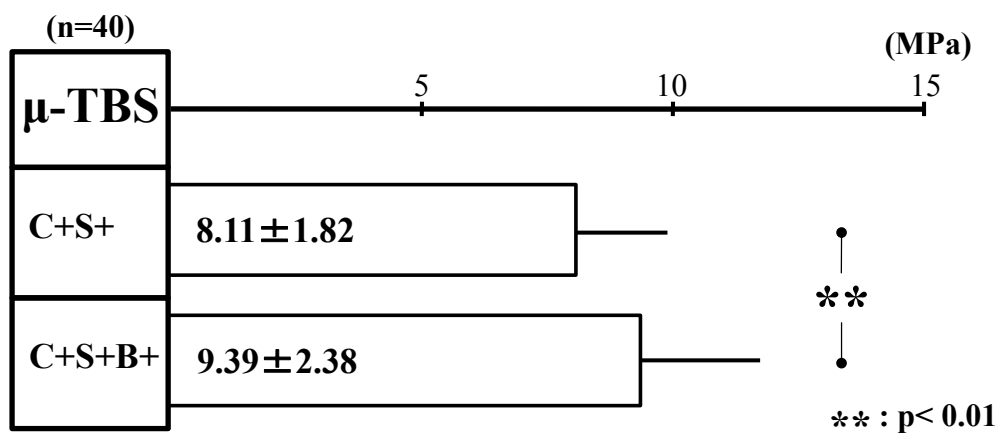 (n=40)
(MPa)
μ-TBS
5
10
15
C+S+
8.11±1.82
**
C+S+B+
9.39±2.38
** : p< 0.01